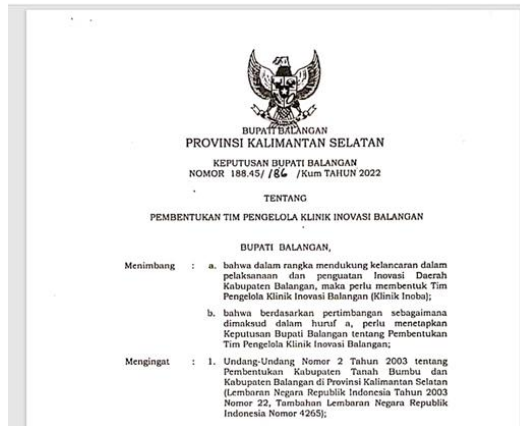 BUPATI BALANGAN
PROVINSI KALIMANTAN SELATAN
KEPUTUSAN BUPATI BALANGAN
NOMOR 188.45/ 186 /Kum TAHUN 2022
TENTANG
PEMBENTUKAN TIM PENGELOLA KLINIK INOVASI BALANGAN
BUPATI BALANGAN,
Menimbang : a. bahwa dalam rangka mendukung kelancaran dalam
pelaksanaan dan penguatan Inovasi Daerah
Kabupaten Balangan, maka perlu membentuk Tim
Pengelola Klinik Inovasi Balangan (Klinik Inoba);
b. bahwa berdasarkan pertimbangan sebagaimana
dimaksud dalam huruf a, perlu menetapkan
Keputusan Bupati Balangan tentang Pembentukan
Tim Pengelola Klinik Inovasi Balangan;
Mengingat : 1. Undang-Undang Nomor 2 Tahun 2003 tentang
Pembentukan Kabupaten Tanah Bumbu dan
Kabupaten Balangan di Provinsi Kalimantan Selatan
(Lembaran Negara Republik Indonesia Tahun 2003
Nomor 22, Tambahan Lembaran Negara Republik
Indonesia Nomor 4265);